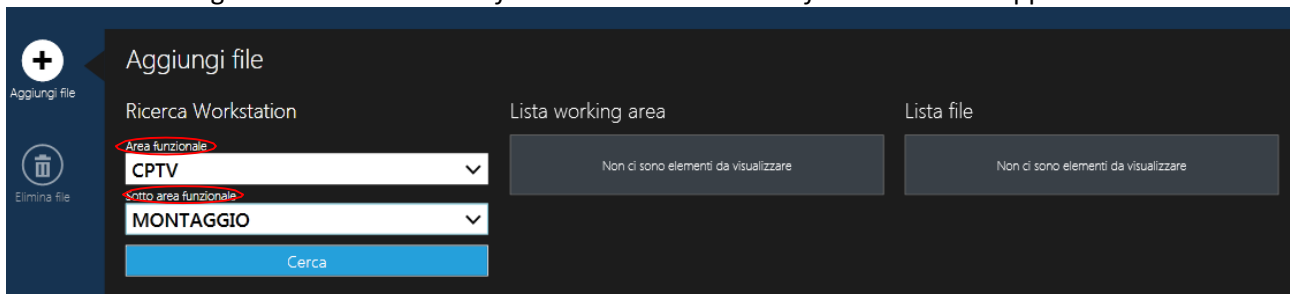 Aggiungi file
Aggiungi file
Elimina file
Ricerca Workstation
Area funzionale
CPTV
Sotto area funzionale
MONTAGGIO
Cerca
Lista working area
Non ci sono elementi da visualizzare
Lista file
Non ci sono elementi da visualizzare